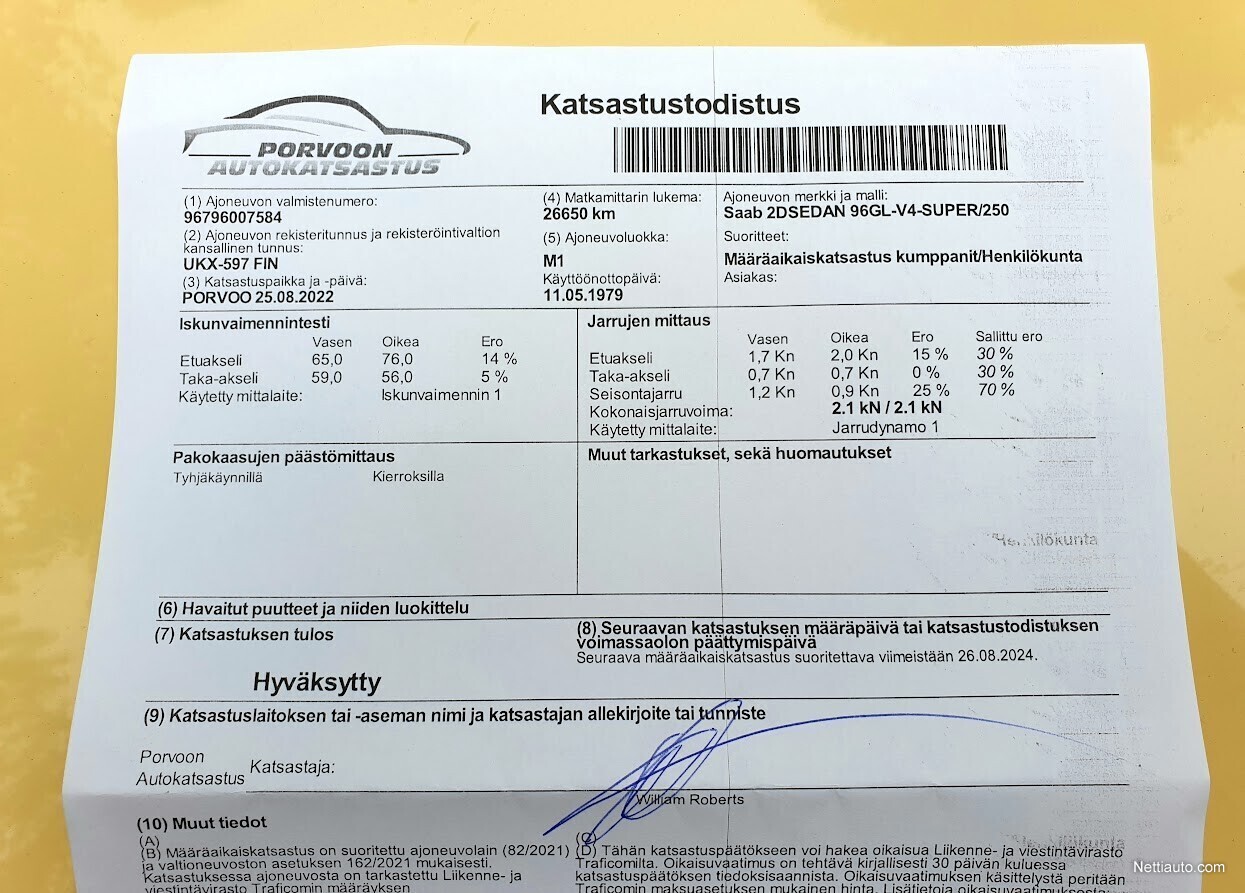 Katsastustodistus
PORVOON
AUTOKATSASTUS
(1) Ajoneuvon valmistenumero:
96796007584
(2) Ajoneuvon rekisteritunnus ja rekisteröintivaltion
kansallinen tunnus:
UKX-597 FIN
(3) Katsastuspaikka ja -päivä:
PORVOO 25.08.2022
(4) Matkamittarin lukema:
26650 km
(5) Ajoneuvoluokka:
M1
Käyttöönottopäivä:
11.05.1979
Ajoneuvon merkki ja malli:
Saab 2DSEDAN 96GL-V4-SUPER/250
Suoritteet:
Määräaikaiskatsastus kumppanit/Henkilökunta
Asiakas:
Iskunvaimennintesti
Vasen Oikea Ero
Etuakseli 65,0 76,0 14 %
Taka-akseli 59,0 56,0 5 %
Käytetty mittalaite: Iskunvaimennin 1
Jarrujen mittaus
Vasen Oikea Ero Sallittu ero
Etuakseli 1,7 Kn 2,0 Kn 15 % 30 %
Taka-akseli 0,7 Kn 0,7 Kn 0 % 30 %
Seisontajarru 1,2 Kn 0,9 Kn 25 % 70 %
Kokonaisjarruvoima: 2.1 kN / 2.1 kN
Käytetty mittalaite: Jarrudynamo 1
Pakokaasujen päästömittaus
Tyhjäkäynnillä Kierroksilla
Muut tarkastukset, sekä huomautukset
(6) Havaitut puutteet ja niiden luokittelu
(7) Katsastuksen tulos
Hyväksytty
(8) Seuraavan katsastuksen määräpäivä tai katsastustodistuksen
voimassaolon päättymispäivä
Seuraava määräaikaiskatsastus suoritettava viimeistään 26.08.2024.
(9) Katsastuslaitoksen tai -aseman nimi ja katsastajan allekirjoite tai tunniste
Porvoon
Autokatsastus
Katsastaja:
William Roberts
(10) Muut tiedot
(A)
(B) Määräaikaiskatsastus on suoritettu ajoneuvolain (82/2021)
ja valtioneuvoston asetuksen 162/2021 mukaisesti.
Katsastuksessa ajoneuvosta on tarkastettu Liikenne- ja
viestintävirasto Traficomin määräyksen
(C)
(D) Tähän katsastuspäätökseen voi hakea oikaisua Liikenne- ja viestintävirasto
Traficomilta. Oikaisuvaatimus on tehtävä kirjallisesti 30 päivän kuluessa
katsastuspäätöksen tiedoksisaannista. Oikaisuvaatimuksen käsittelystä peritään
Traficomin maksuasetuksen mukainen hinta. Lisätietoja oikaisuvaatimuksesta
Nettiauto.com